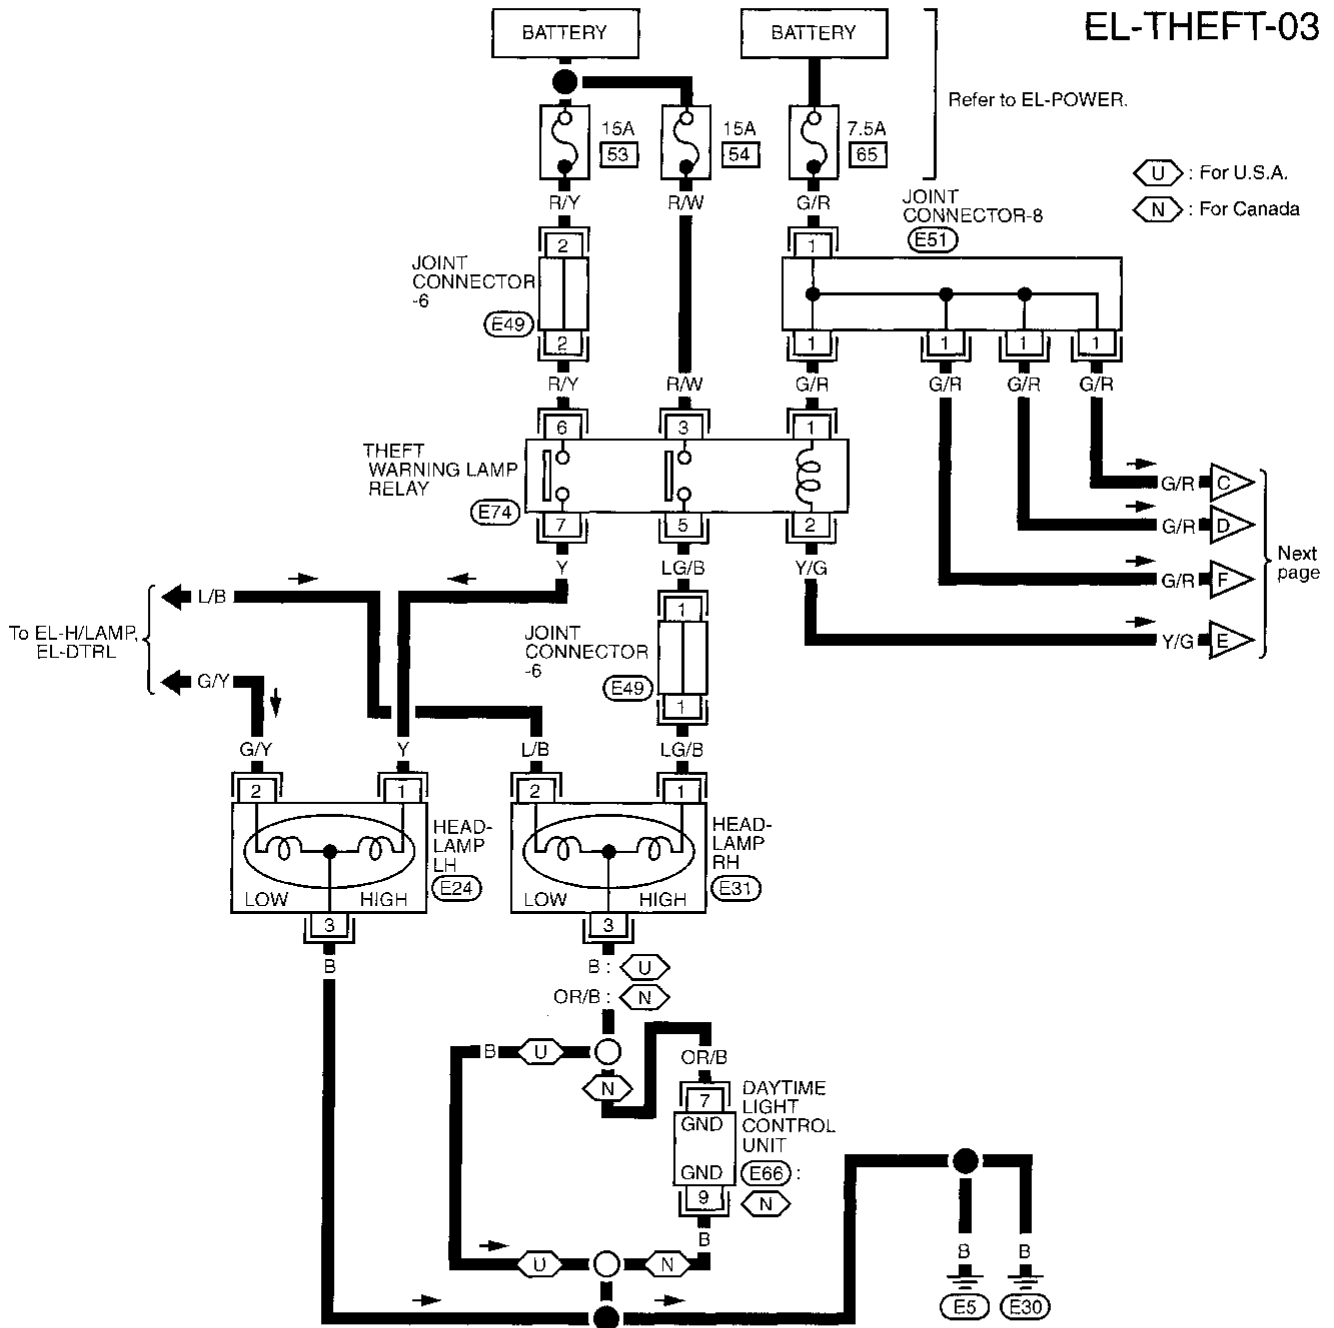 EL-THEFT-03
BATTERY
BATTERY
Refer to EL-POWER.
15A
53
15A
54
7.5A
65
U : For U.S.A.
N : For Canada
R/Y
R/W
G/R
JOINT
CONNECTOR-8
E51
2
1
JOINT
CONNECTOR
-6
E49
2
1
1
1
1
R/Y
R/W
G/R
G/R
G/R
G/R
6
3
1
THEFT
WARNING LAMP
RELAY
E74
7
5
2
G/R
C
G/R
D
G/R
F
Y/G
E
Next
page
Y
LG/B
Y/G
L/B
To EL-H/LAMP,
EL-DTRL
G/Y
1
JOINT
CONNECTOR
-6
E49
1
G/Y
Y
L/B
LG/B
2
1
2
1
HEAD-
LAMP
LH
E24
LOW
HIGH
HEAD-
LAMP
RH
E31
LOW
HIGH
3
3
B
B : U
OR/B : N
B
U
N
OR/B
7
GND
GND
9
DAYTIME
LIGHT
CONTROL
UNIT
E66 :
N
B
U
N
B
B
E5
E30